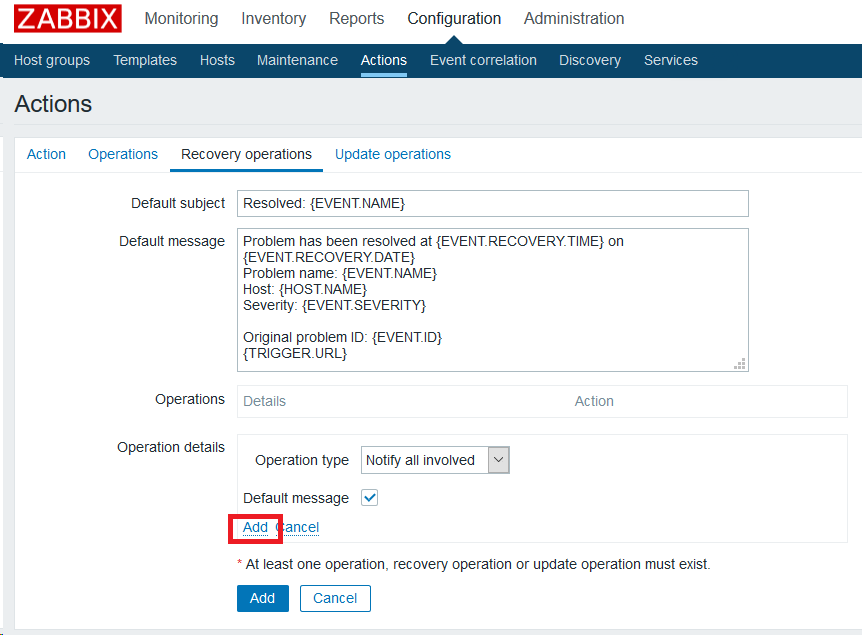 ZABBIX Monitoring Inventory Reports Configuration Administration
Host groups Templates Hosts Maintenance Actions Event correlation Discovery Services
Actions
Action Operations Recovery operations Update operations
Default subject Resolved: {EVENT.NAME}
Default message Problem has been resolved at {EVENT.RECOVERY.TIME} on
{EVENT.RECOVERY.DATE}
Problem name: {EVENT.NAME}
Host: {HOST.NAME}
Severity: {EVENT.SEVERITY}
Original problem ID: {EVENT.ID}
{TRIGGER.URL}
Operations Details Action
Operation details
Operation type Notify all involved
Default message
Add Cancel
* At least one operation, recovery operation or update operation must exist.
Add Cancel